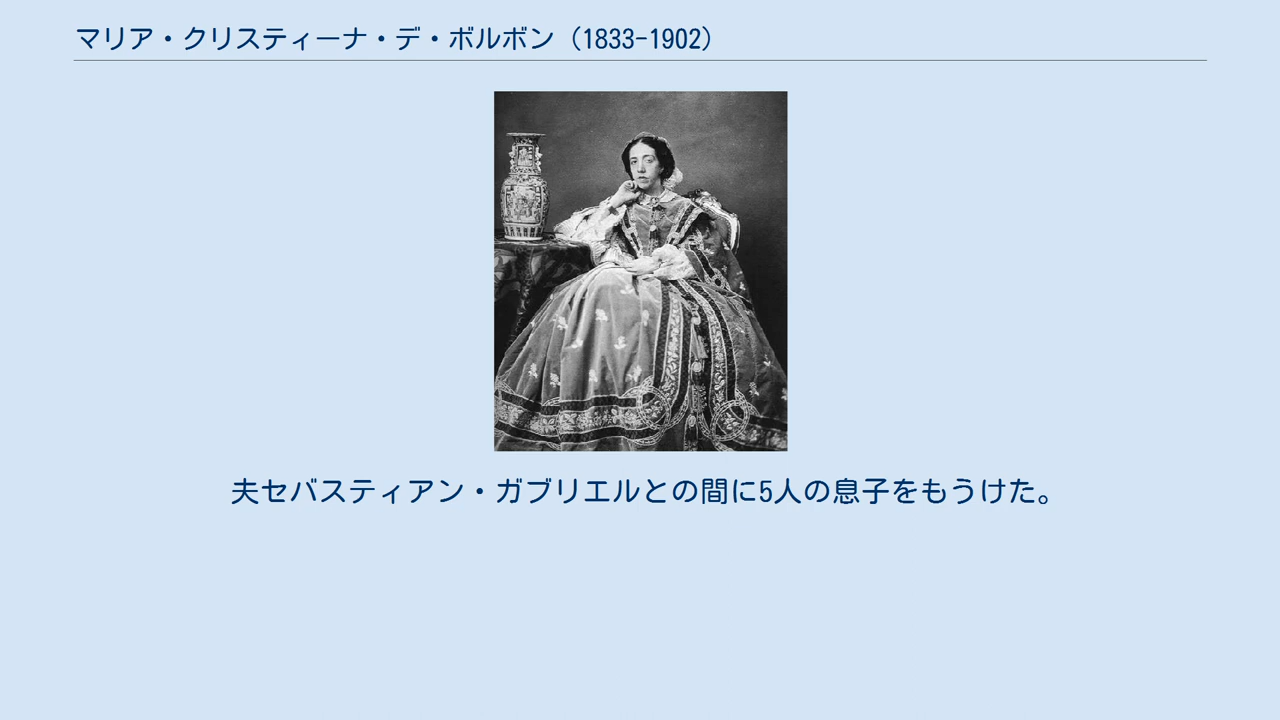 マリア・クリスティーナ・デ・ボルボン（1833-1902）
夫セバスティアン・ガブリエルとの間に5人の息子をもうけた。